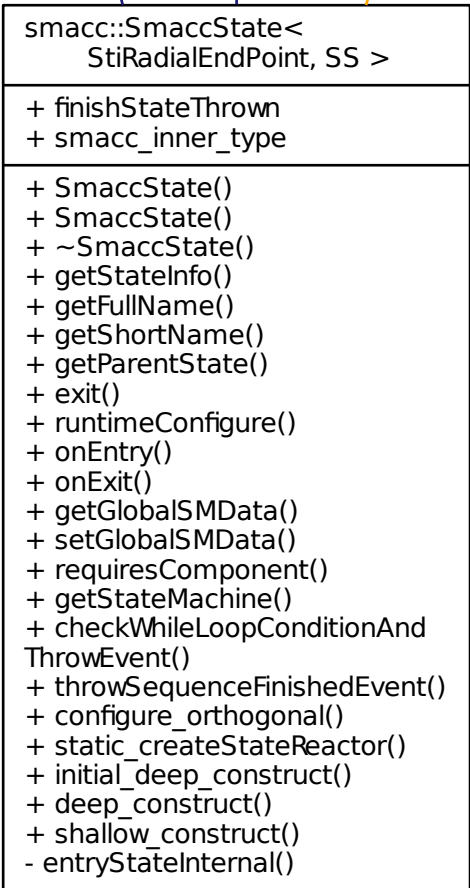 smacc::SmaccState<
StiRadialEndPoint, SS >
+ finishStateThrown
+ smacc_inner_type
+ SmaccState()
+ SmaccState()
+ ~SmaccState()
+ getStateInfo()
+ getFullName()
+ getShortName()
+ getParentState()
+ exit()
+ runtimeConfigure()
+ onEntry()
+ onExit()
+ getGlobalSMData()
+ setGlobalSMData()
+ requiresComponent()
+ getStateMachine()
+ checkWhileLoopConditionAnd
ThrowEvent()
+ throwSequenceFinishedEvent()
+ configure_orthogonal()
+ static_createStateReactor()
+ initial_deep_construct()
+ deep_construct()
+ shallow_construct()
- entryStateInternal()